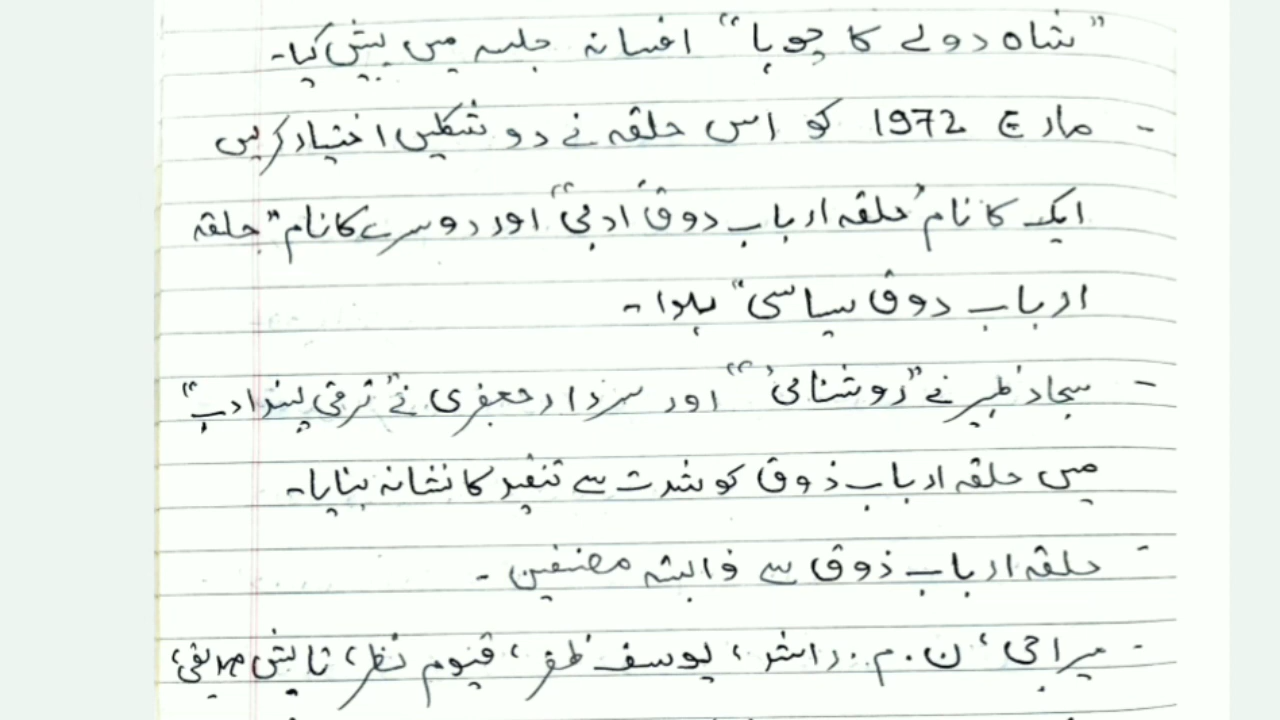 ”شاہ دولے کا چوہا“ افسانہ جلسہ میں پیش کیا۔
- مارچ 1972 کو اس حلقہ نے دو شکلیں اختیار کریں
ایک کا نام ”حلقہ ارباب ذوق ادبی“ اور دوسرے کا نام ”حلقہ
ارباب ذوق سیاسی“ ہوا۔
- سجاد ظہیر نے ”روشنائی“ اور سردار جعفری نے ”ترقی پسند ادب“
میں حلقہ ارباب ذوق کو شدت سے تنقید کا نشانہ بنایا۔
- حلقہ ارباب ذوق سے وابستہ مصنفین۔
- میراجی، ن۔م۔ راشد، یوسف ظفر، قیوم نظر، تابش صدیقی،